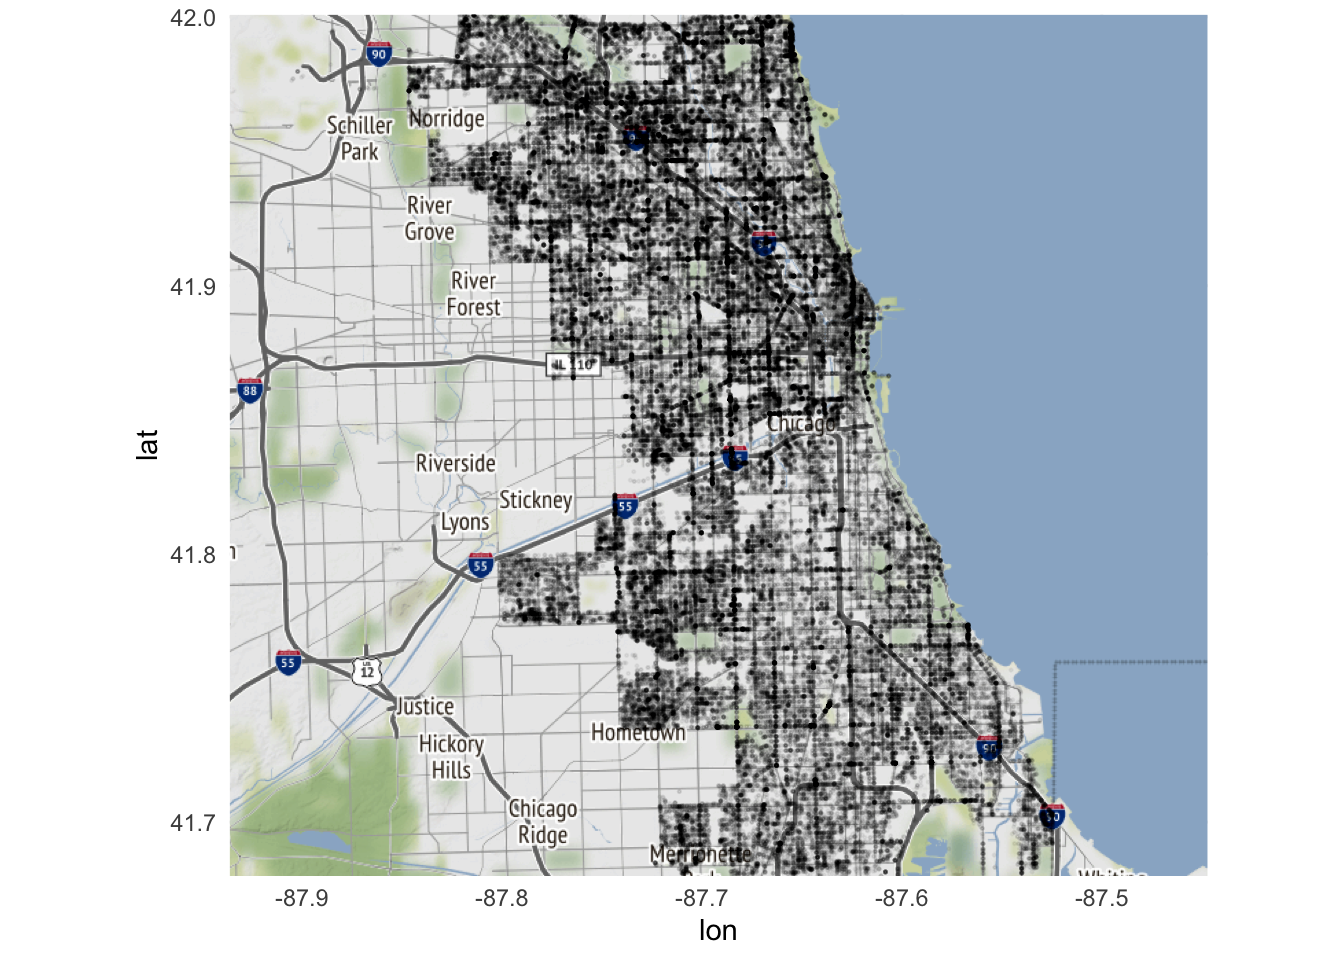 42.0
90
Schiller
Park
Norridge
River
Grove
41.9
River
Forest
IL 110
88
Chicago
Riverside
Stickney
Lyons
55
41.8
55
55
US
12
Justice
Hometown
Hickory
Hills
90
Chicago
Ridge
41.7
90
Merrionette
lat
-87.9
-87.8
-87.7
-87.6
-87.5
lon